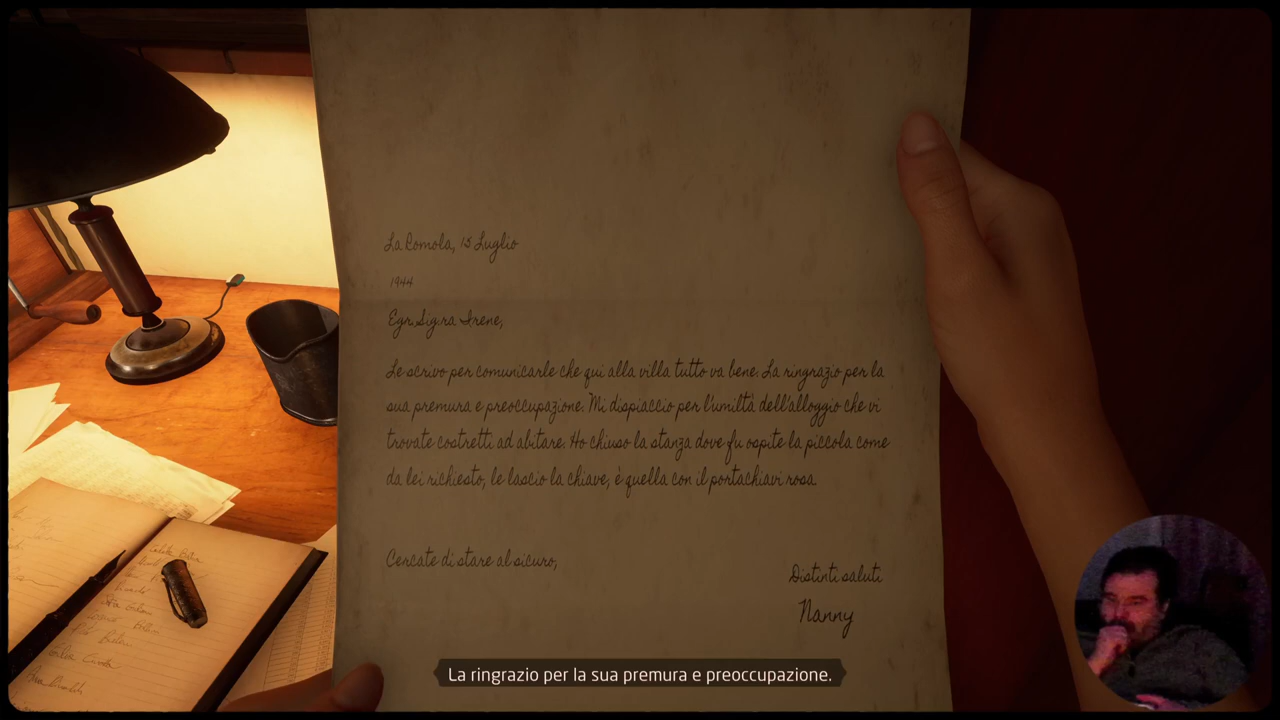 La Comola, 15 Luglio
1944
Egr.Sig.ra Irene,
Le scrivo per comunicarle che qui alla villa tutto va bene. La ringrazio per la
sua premura e preoccupazione. Mi dispiaccio per l'umiltà dell'alloggio che vi
trovate costretti ad abitare. Ho chiuso la stanza dove fu ospite la piccola come
da lei richiesto, le lascio la chiave, è quella con il portachiavi rosa.
Cercate di stare al sicuro,
Distinti saluti
Nanny
La ringrazio per la sua premura e preoccupazione.